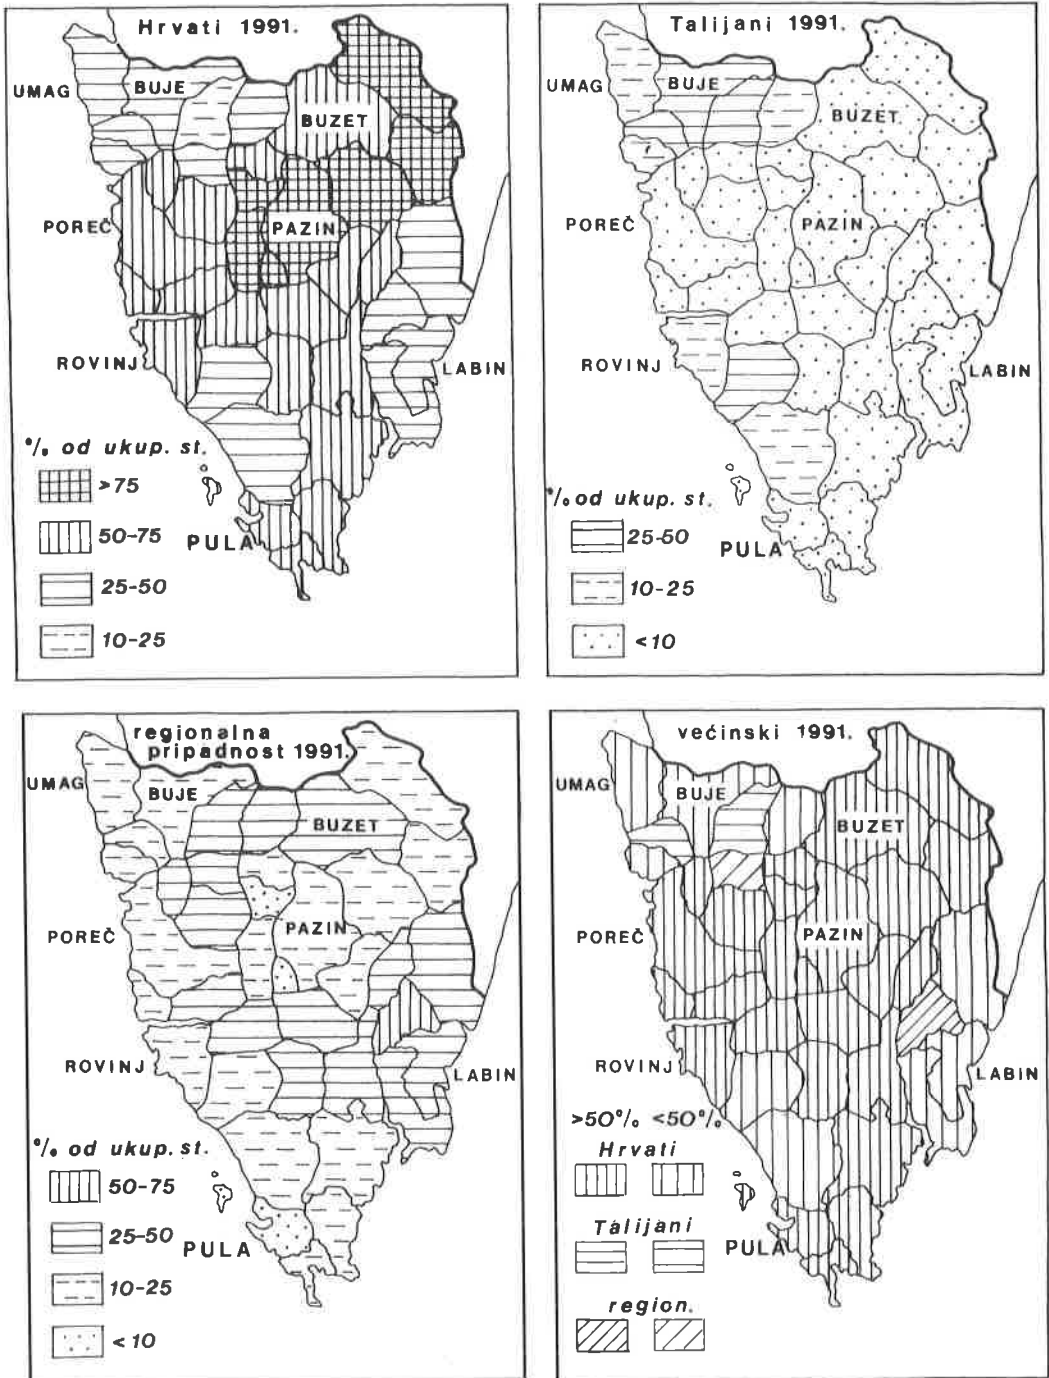 Hrvati 1991.
UMAG
BUJE
BUZET
POREČ
PAZIN
ROVINJ
LABIN
% od ukup. st.
>75
50-75
PULA
25-50
10-25
Talijani 1991.
UMAG
BUJE
BUZET
POREČ
PAZIN
ROVINJ
LABIN
% od ukup. st.
25-50
PULA
10-25
<10
regionalna
pripadnost 1991.
UMAG
BUJE
BUZET
POREČ
PAZIN
ROVINJ
LABIN
% od ukup. st.
50-75
25-50
PULA
10-25
<10
većinski 1991.
UMAG
BUJE
BUZET
POREČ
PAZIN
ROVINJ
LABIN
>50% <50%
Hrvati
Talijani
PULA
region.